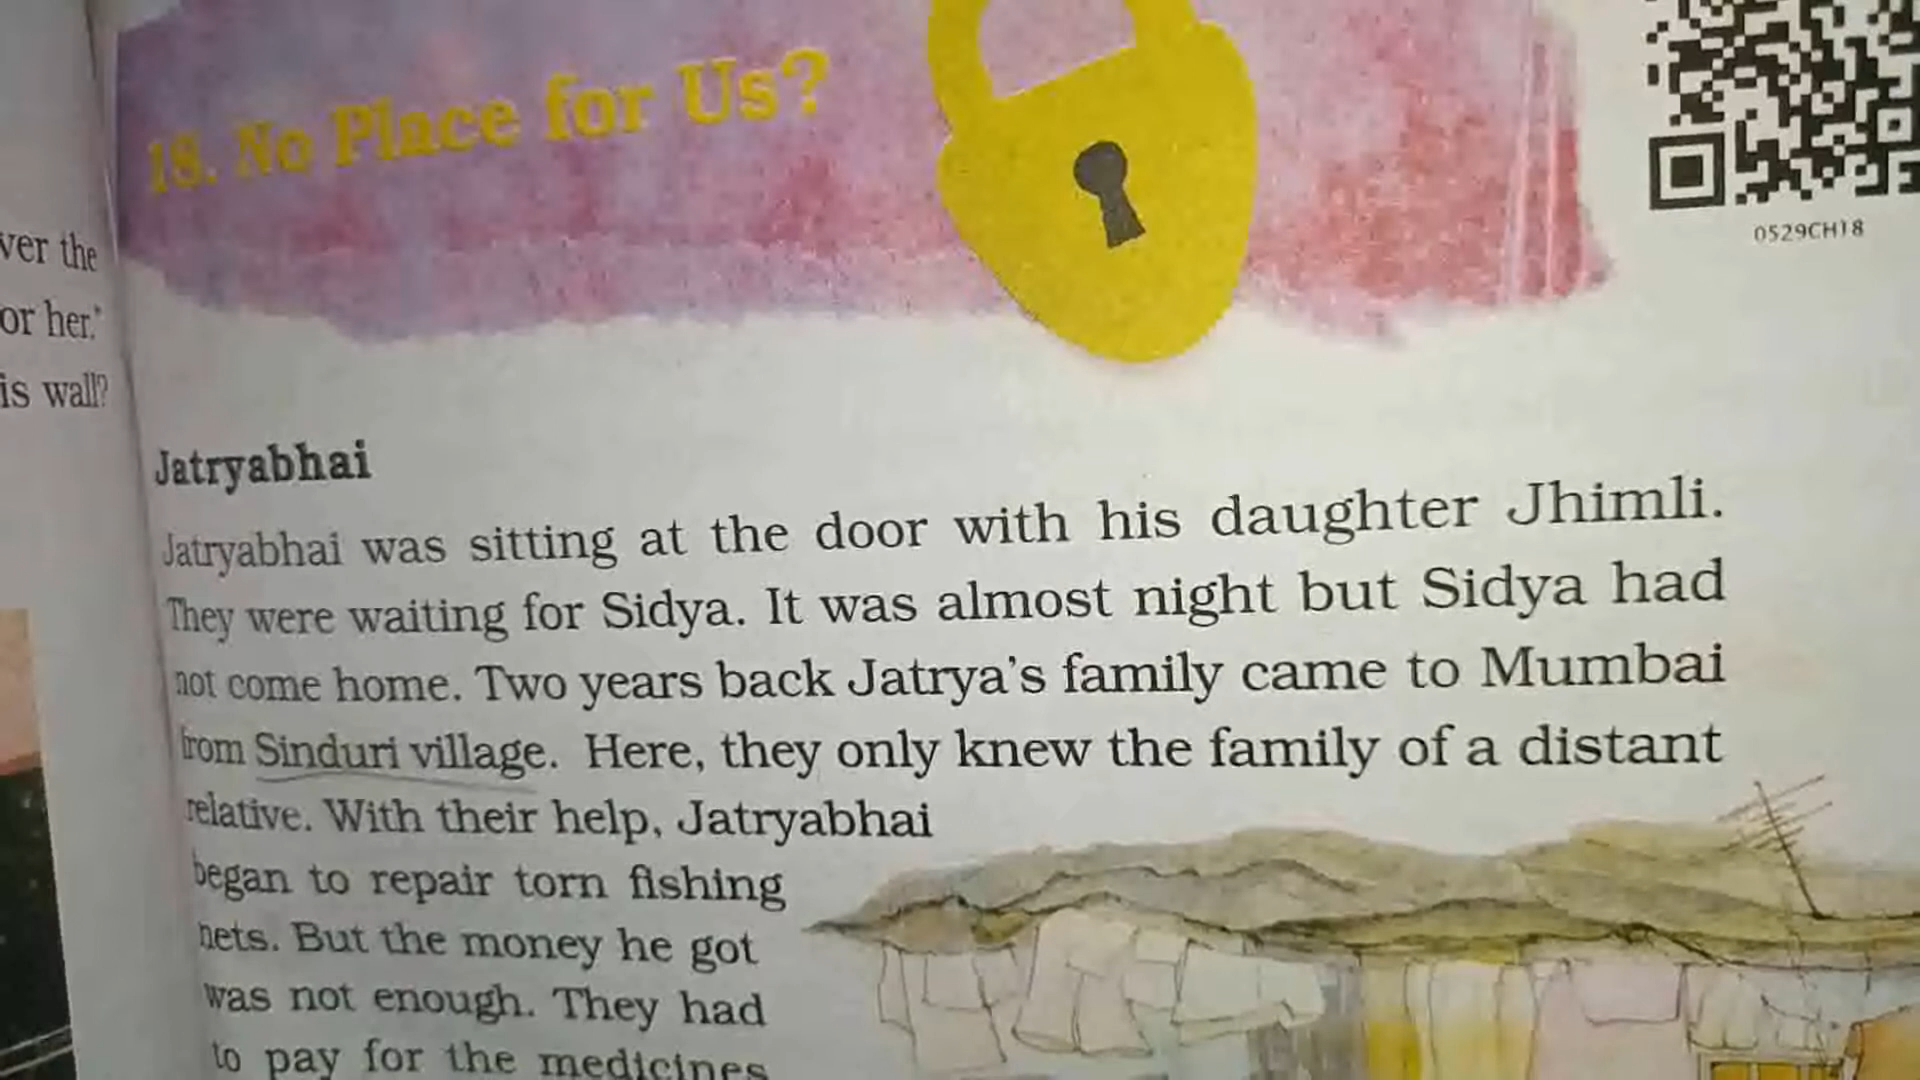 18. No Place for Us?
0529CH18
ver the
or her.'
is wall?
Jatryabhai
Jatryabhai was sitting at the door with his daughter Jhimli.
They were waiting for Sidya. It was almost night but Sidya had
not come home. Two years back Jatrya's family came to Mumbai
from Sinduri village. Here, they only knew the family of a distant
relative. With their help, Jatryabhai
began to repair torn fishing
nets. But the money he got
was not enough. They had
to pay for the medicines